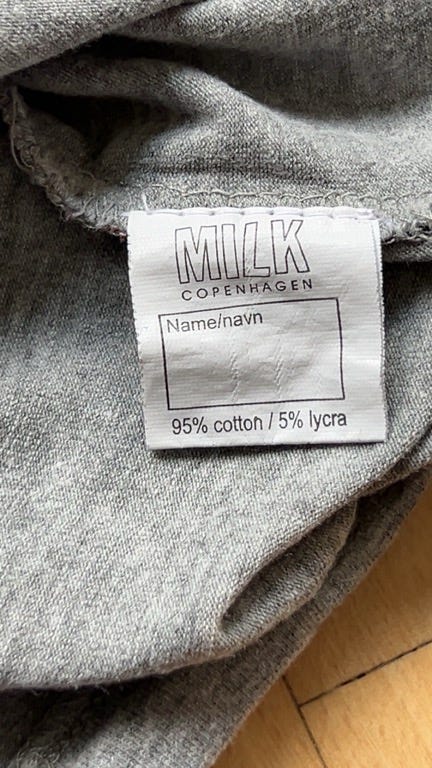 MILK
COPENHAGEN
Name/navn
95% cotton / 5% lycra